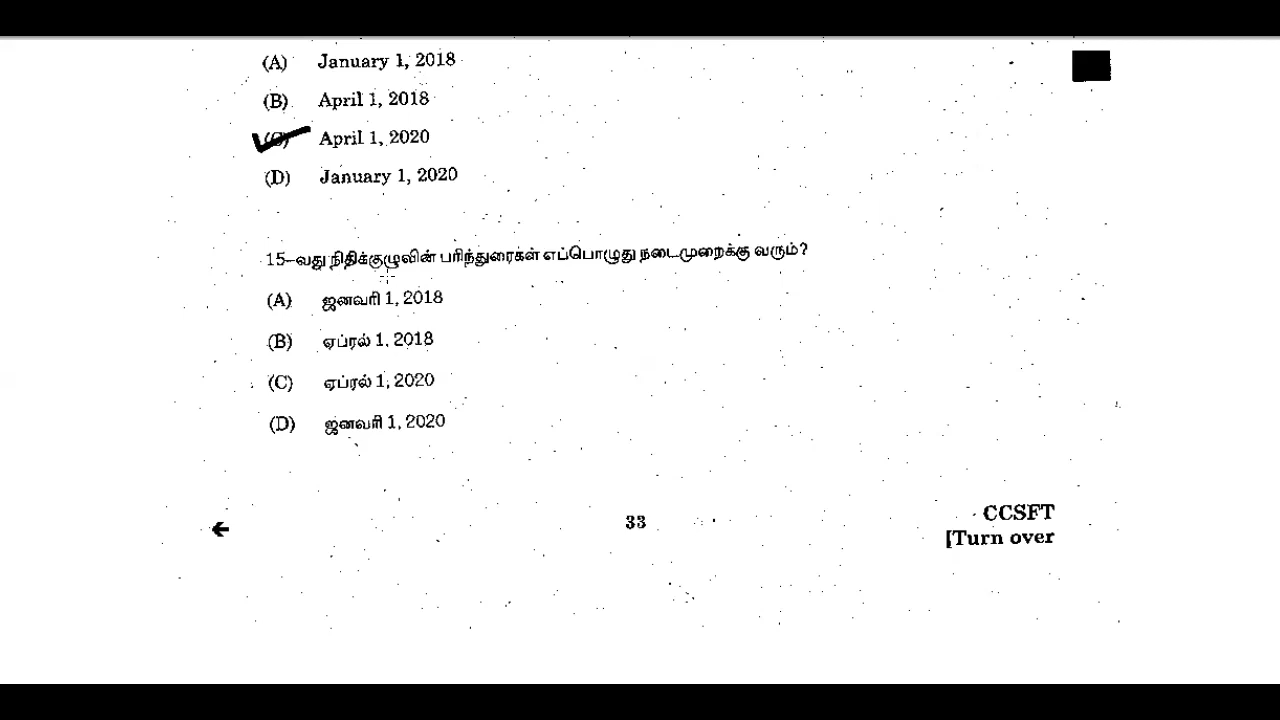 (A) January 1, 2018
(B) April 1, 2018
(C) April 1, 2020
(D) January 1, 2020
15–வது நிதிக்குழுவின் பரிந்துரைகள் எப்பொழுது நடைமுறைக்கு வரும்?
(A) ஜனவரி 1, 2018
(B) ஏப்ரல் 1, 2018
(C) ஏப்ரல் 1, 2020
(D) ஜனவரி 1, 2020
33
CCSFT
[Turn over